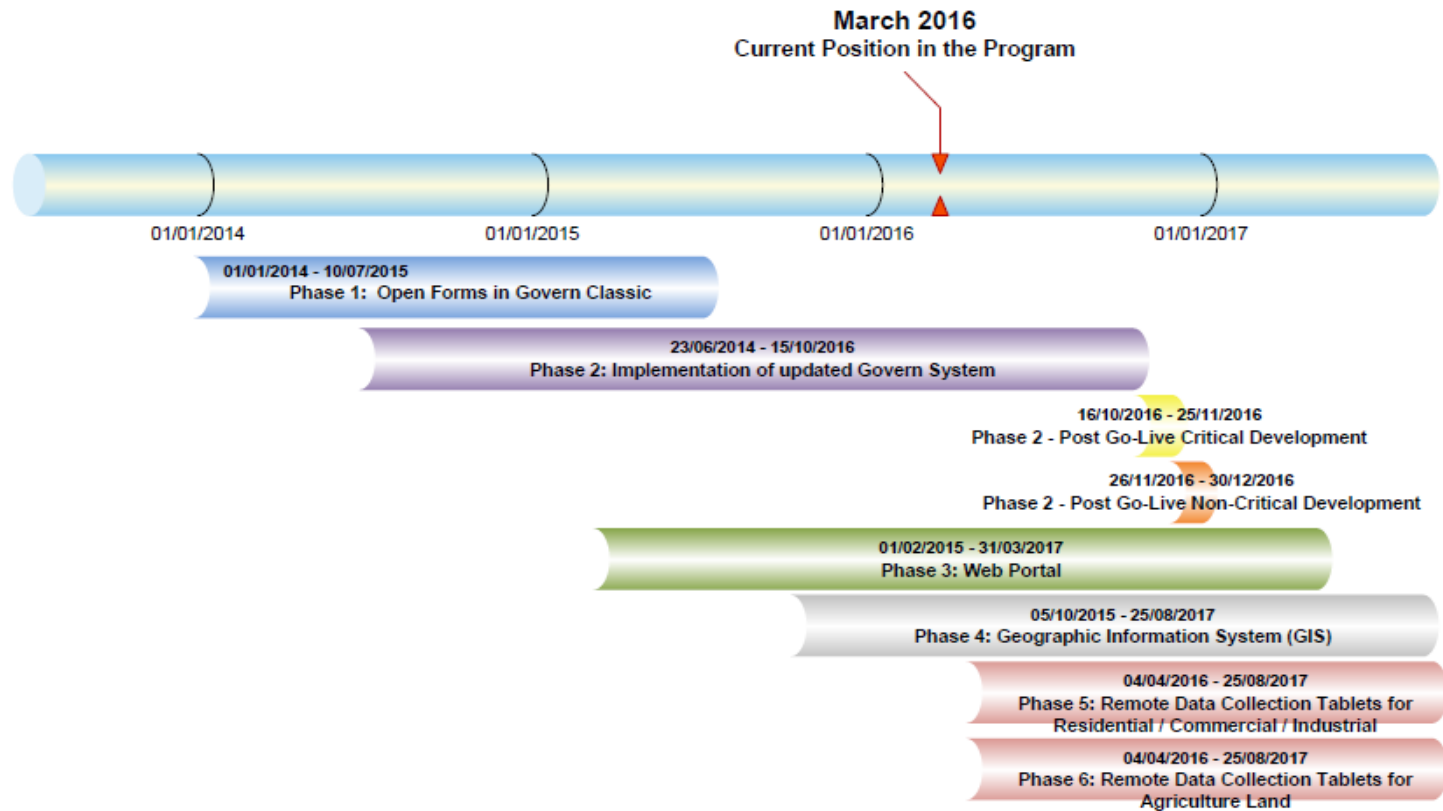 March 2016
Current Position in the Program
01/01/2014
01/01/2015
01/01/2016
01/01/2017
01/01/2014 - 10/07/2015
Phase 1:  Open Forms in Govern Classic
23/06/2014 - 15/10/2016
Phase 2: Implementation of updated Govern System
16/10/2016 - 25/11/2016
Phase 2 - Post Go-Live Critical Development
26/11/2016 - 30/12/2016
Phase 2 - Post Go-Live Non-Critical Development
01/02/2015 - 31/03/2017
Phase 3: Web Portal
05/10/2015 - 25/08/2017
Phase 4: Geographic Information System (GIS)
04/04/2016 - 25/08/2017
Phase 5: Remote Data Collection Tablets for
Residential / Commercial / Industrial
04/04/2016 - 25/08/2017
Phase 6: Remote Data Collection Tablets for
Agriculture Land